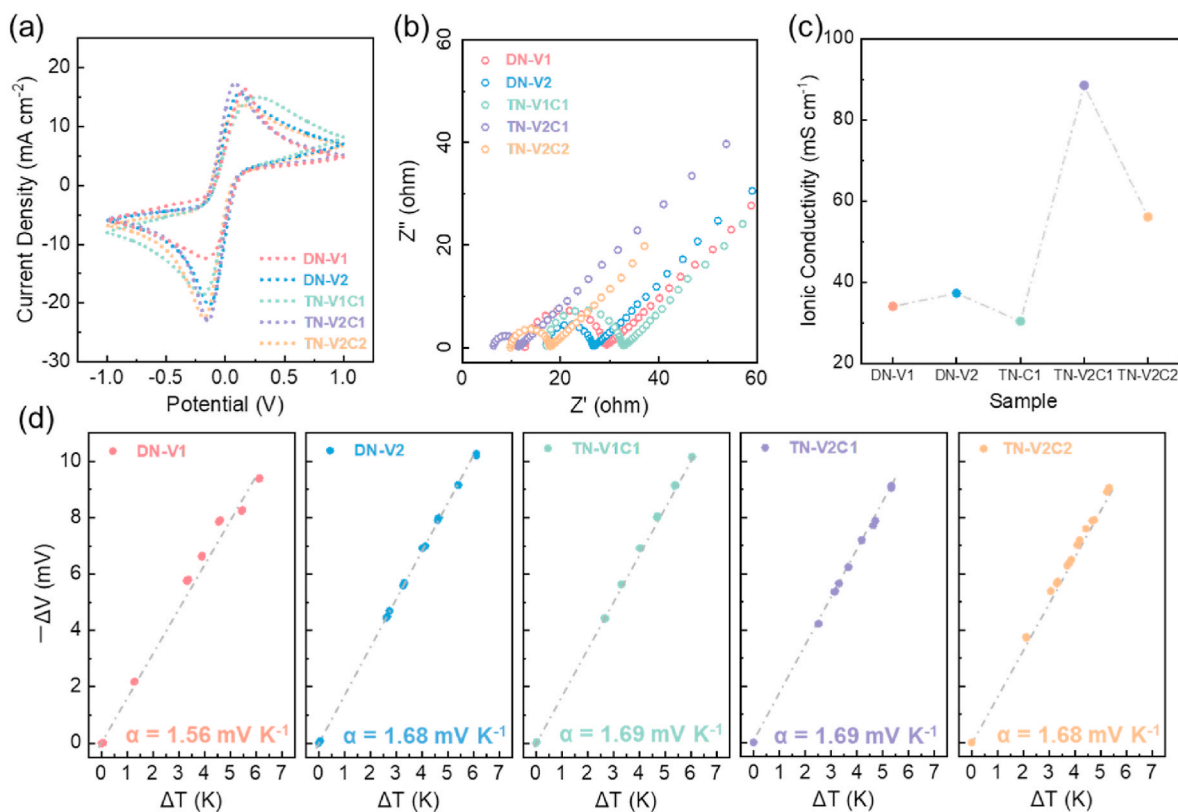 (a)
Current Density (mA cm-2)
20
10
0
-10
-20
-30
-1.0
-0.5
0.0
0.5
1.0
Potential (V)
DN-V1
DN-V2
TN-V1C1
TN-V2C1
TN-V2C2
(b)
Z'' (ohm)
60
40
20
0
0
20
40
60
Z' (ohm)
DN-V1
DN-V2
TN-V1C1
TN-V2C1
TN-V2C2
(c)
Ionic Conductivity (mS cm-1)
100
80
60
40
20
DN-V1
DN-V2
TN-C1
TN-V2C1
TN-V2C2
Sample
(d)
—ΔV (mV)
10
8
6
4
2
0
DN-V1
α = 1.56 mV K-1
0 1 2 3 4 5 6 7
ΔT (K)
DN-V2
α = 1.68 mV K-1
0 1 2 3 4 5 6 7
ΔT (K)
TN-V1C1
α = 1.69 mV K-1
0 1 2 3 4 5 6 7
ΔT (K)
TN-V2C1
α = 1.69 mV K-1
0 1 2 3 4 5 6 7
ΔT (K)
TN-V2C2
α = 1.68 mV K-1
0 1 2 3 4 5 6 7
ΔT (K)